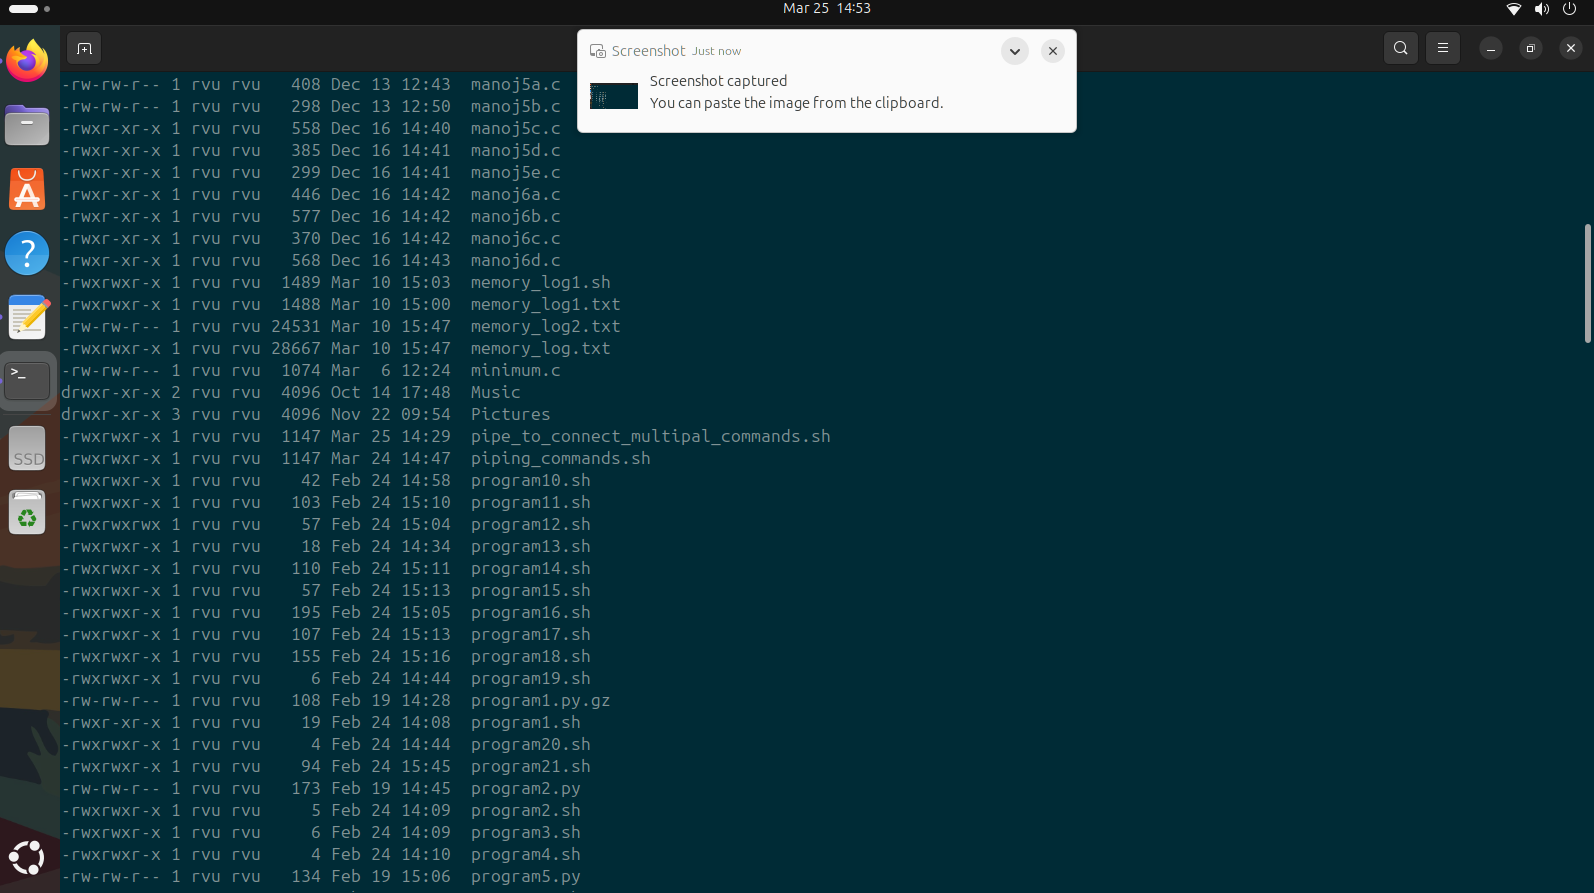 Mar 25 14:53
Screenshot Just now
Screenshot captured
You can paste the image from the clipboard.
-rw-rw-r-- 1 rvu rvu   408 Dec 13 12:43  manoj5a.c
-rw-rw-r-- 1 rvu rvu   298 Dec 13 12:50  manoj5b.c
-rwxr-xr-x 1 rvu rvu   558 Dec 16 14:40  manoj5c.c
-rwxr-xr-x 1 rvu rvu   385 Dec 16 14:41  manoj5d.c
-rwxr-xr-x 1 rvu rvu   299 Dec 16 14:41  manoj5e.c
-rwxr-xr-x 1 rvu rvu   446 Dec 16 14:42  manoj6a.c
-rwxr-xr-x 1 rvu rvu   577 Dec 16 14:42  manoj6b.c
-rwxr-xr-x 1 rvu rvu   370 Dec 16 14:42  manoj6c.c
-rwxr-xr-x 1 rvu rvu   568 Dec 16 14:43  manoj6d.c
-rwxrwxr-x 1 rvu rvu  1489 Mar 10 15:03  memory_log1.sh
-rwxrwxr-x 1 rvu rvu  1488 Mar 10 15:00  memory_log1.txt
-rw-rw-r-- 1 rvu rvu 24531 Mar 10 15:47  memory_log2.txt
-rwxrwxr-x 1 rvu rvu 28667 Mar 10 15:47  memory_log.txt
-rw-rw-r-- 1 rvu rvu  1074 Mar  6 12:24  minimum.c
drwxr-xr-x 2 rvu rvu  4096 Oct 14 17:48  Music
drwxr-xr-x 3 rvu rvu  4096 Nov 22 09:54  Pictures
-rwxrwxr-x 1 rvu rvu  1147 Mar 25 14:29  pipe_to_connect_multipal_commands.sh
-rwxrwxr-x 1 rvu rvu  1147 Mar 24 14:47  piping_commands.sh
-rwxrwxr-x 1 rvu rvu    42 Feb 24 14:58  program10.sh
-rwxrwxr-x 1 rvu rvu   103 Feb 24 15:10  program11.sh
-rwxrwxrwx 1 rvu rvu    57 Feb 24 15:04  program12.sh
-rwxrwxr-x 1 rvu rvu    18 Feb 24 14:34  program13.sh
-rwxrwxr-x 1 rvu rvu   110 Feb 24 15:11  program14.sh
-rwxrwxr-x 1 rvu rvu    57 Feb 24 15:13  program15.sh
-rwxrwxr-x 1 rvu rvu   195 Feb 24 15:05  program16.sh
-rwxrwxr-x 1 rvu rvu   107 Feb 24 15:13  program17.sh
-rwxrwxr-x 1 rvu rvu   155 Feb 24 15:16  program18.sh
-rwxrwxr-x 1 rvu rvu     6 Feb 24 14:44  program19.sh
-rw-rw-r-- 1 rvu rvu   108 Feb 19 14:28  program1.py.gz
-rwxr-xr-x 1 rvu rvu    19 Feb 24 14:08  program1.sh
-rwxrwxr-x 1 rvu rvu     4 Feb 24 14:44  program20.sh
-rwxrwxr-x 1 rvu rvu    94 Feb 24 15:45  program21.sh
-rw-rw-r-- 1 rvu rvu   173 Feb 19 14:45  program2.py
-rwxrwxr-x 1 rvu rvu     5 Feb 24 14:09  program2.sh
-rwxrwxr-x 1 rvu rvu     6 Feb 24 14:09  program3.sh
-rwxrwxr-x 1 rvu rvu     4 Feb 24 14:10  program4.sh
-rw-rw-r-- 1 rvu rvu   134 Feb 19 15:06  program5.py
SSD